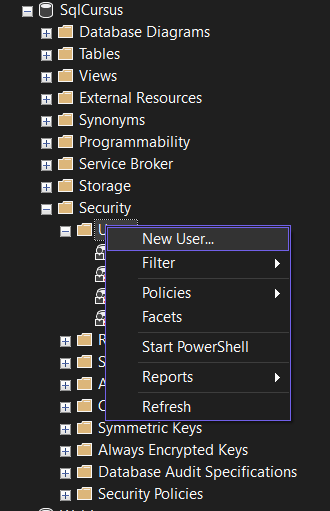 SqlCursus
Database Diagrams
Tables
Views
External Resources
Synonyms
Programmability
Service Broker
Storage
Security
New User...
Filter
Policies
Facets
Start PowerShell
Reports
Refresh
Symmetric Keys
Always Encrypted Keys
Database Audit Specifications
Security Policies